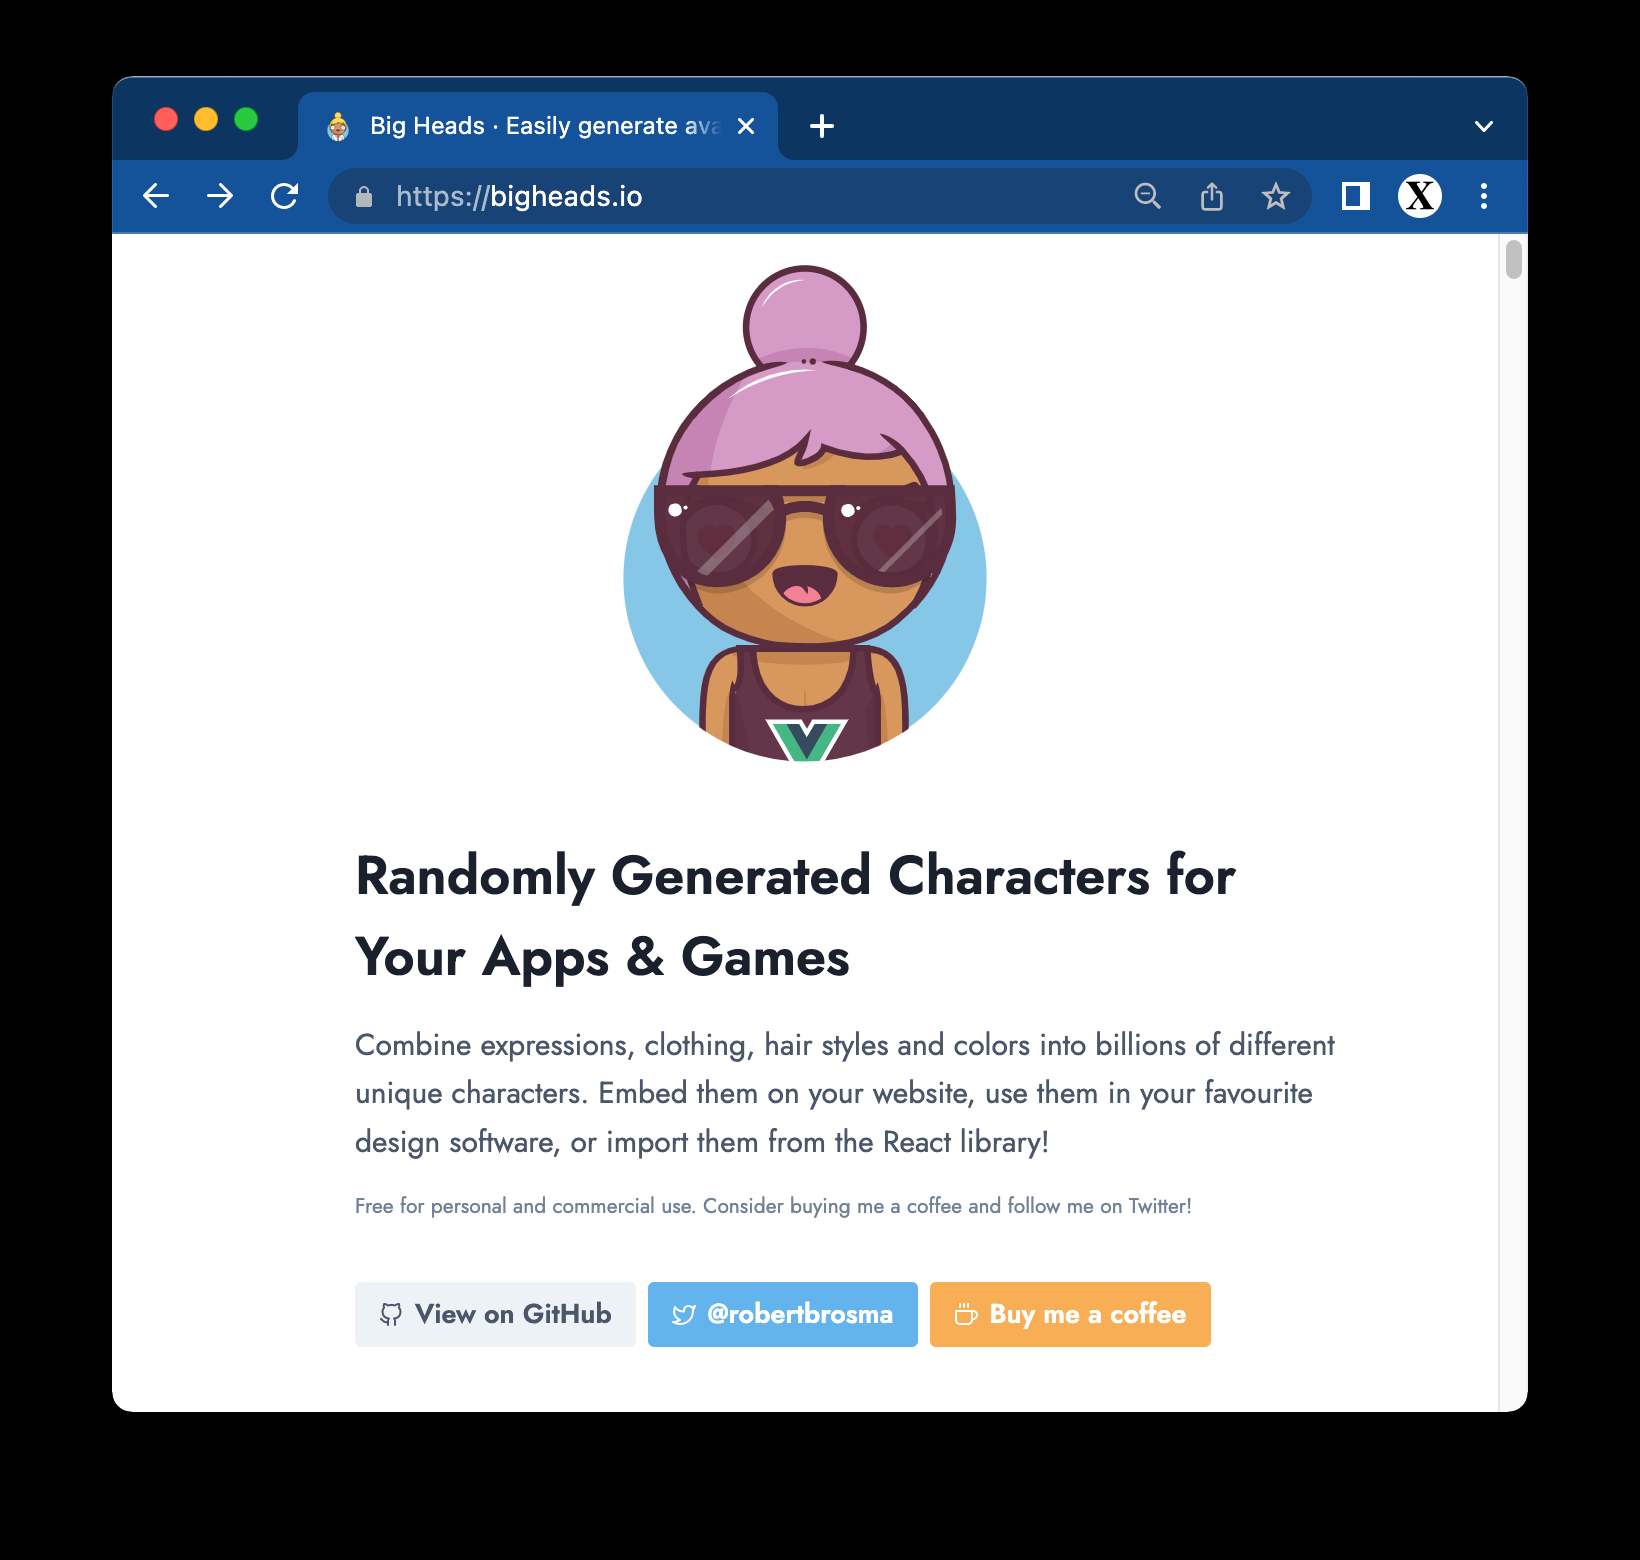 Big Heads · Easily generate ava
https://bigheads.io
X
Randomly Generated Characters for
Your Apps & Games
Combine expressions, clothing, hair styles and colors into billions of different
unique characters. Embed them on your website, use them in your favourite
design software, or import them from the React library!
Free for personal and commercial use. Consider buying me a coffee and follow me on Twitter!
View on GitHub
@robertbrosma
Buy me a coffee